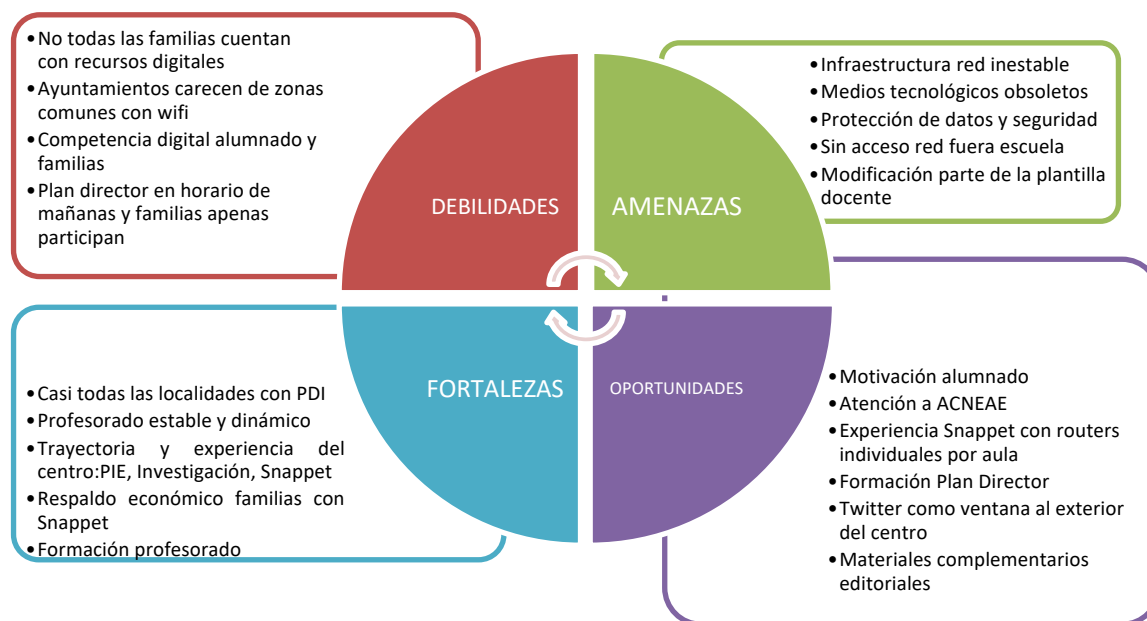 •No todas las familias cuentan
con recursos digitales
•Ayuntamientos carecen de zonas
comunes con wifi
•Competencia digital alumnado y
familias
•Plan director en horario de
mañanas y familias apenas
participan
DEBILIDADES
AMENAZAS
•Infraestructura red inestable
•Medios tecnológicos obsoletos
•Protección de datos y seguridad
•Sin acceso red fuera escuela
•Modificación parte de la plantilla
docente
•Casi todas las localidades con PDI
•Profesorado estable y dinámico
•Trayectoria y experiencia del
centro:PIE, Investigación, Snappet
•Respaldo económico familias con
Snappet
•Formación profesorado
FORTALEZAS
OPORTUNIDADES
•Motivación alumnado
•Atención a ACNEAE
•Experiencia Snappet con routers
individuales por aula
•Formación Plan Director
•Twitter como ventana al exterior
del centro
•Materiales complementarios
editoriales